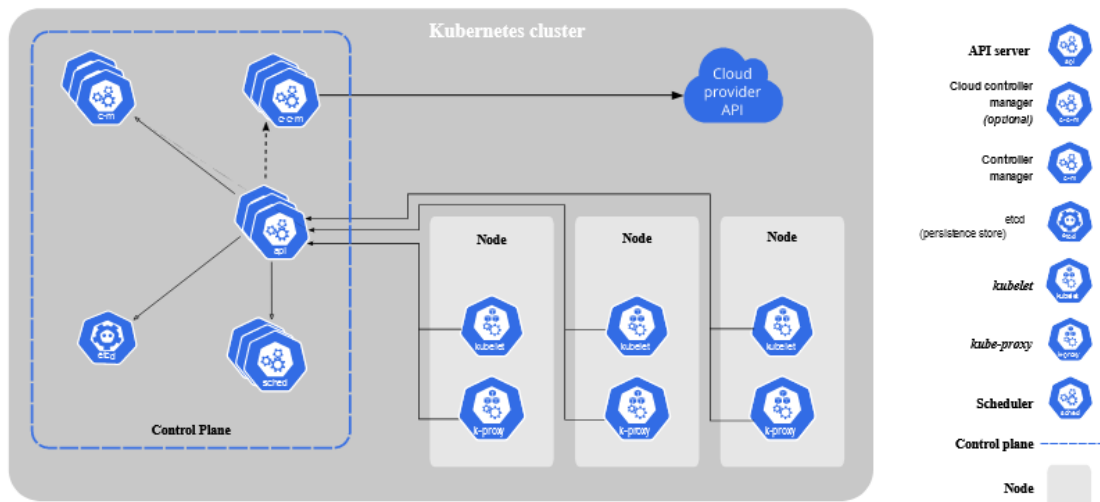 Kubernetes cluster
c-m
c-c-m
Cloud
provider
API
api
etcd
sched
Control Plane
Node
kubelet
k-proxy
Node
kubelet
k-proxy
Node
kubelet
k-proxy
API server
api
Cloud controller
manager
(optional)
c-c-m
Controller
manager
c-m
etcd
(persistence store)
etcd
kubelet
kubelet
kube-proxy
k-proxy
Scheduler
sched
Control plane
Node